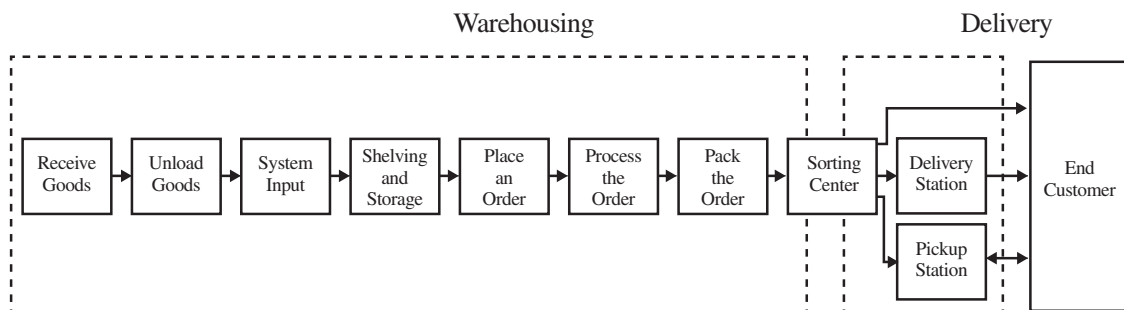 Warehousing
Delivery
Receive
Goods
Unload
Goods
System
Input
Shelving
and
Storage
Place
an
Order
Process
the
Order
Pack
the
Order
Sorting
Center
Delivery
Station
Pickup
Station
End
Customer